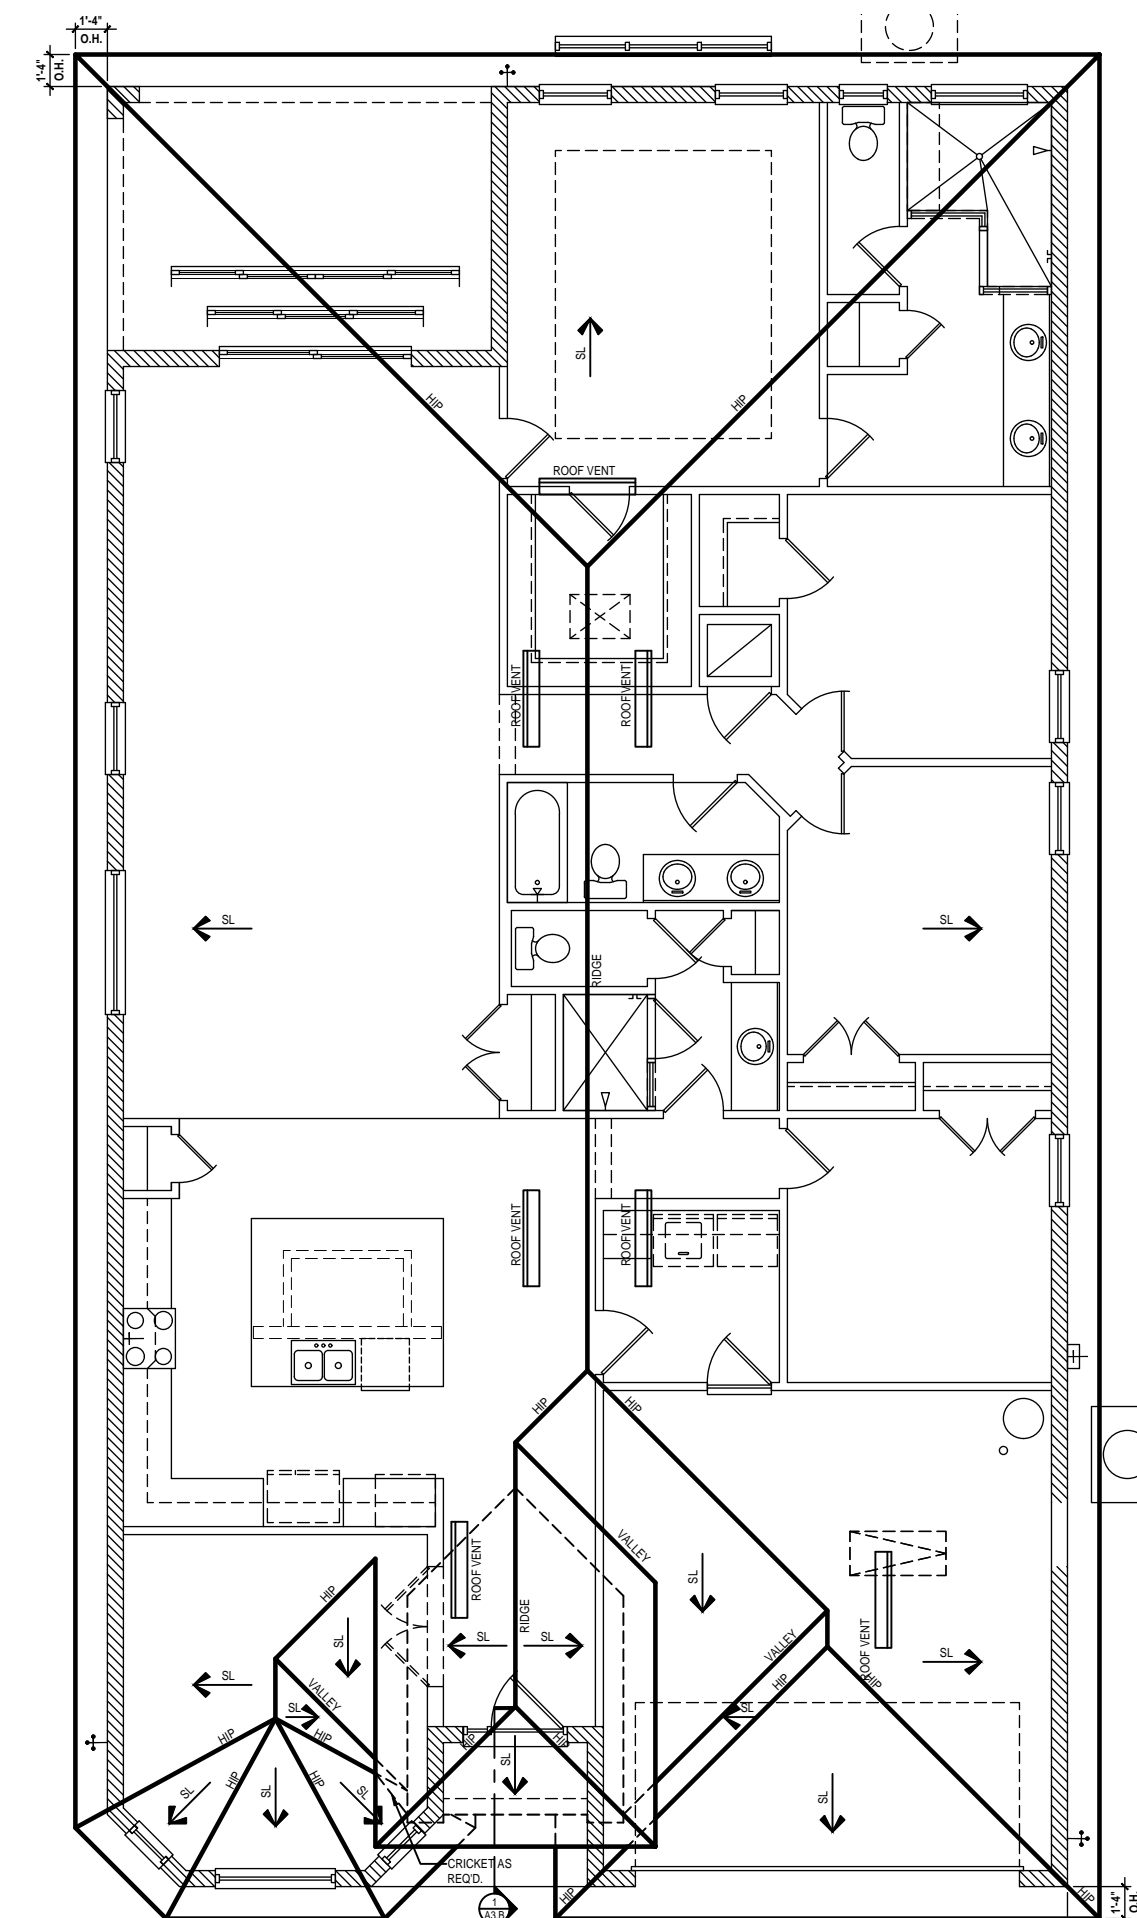 1'-4"
O.H.
1'-4"
O.H.
SL
HIP
HIP
ROOF VENT
ROOF VENT
ROOF VENT
SL
SL
RIDGE
ROOF VENT
ROOF VENT
HIP
HIP
VALLEY
ROOF VENT
SL
HIP
RIDGE
SL
SL
SL
VALLEY
ROOF VENT
SL
SL
VALLEY
HIP
HIP
SL
SL
HIP
HIP
HIP
HIP
HIP
HIP
SL
SL
SL
SL
SL
CRICKET AS
REQ'D.
HIP
HIP
1
A3.B
1'-4"
O.H.